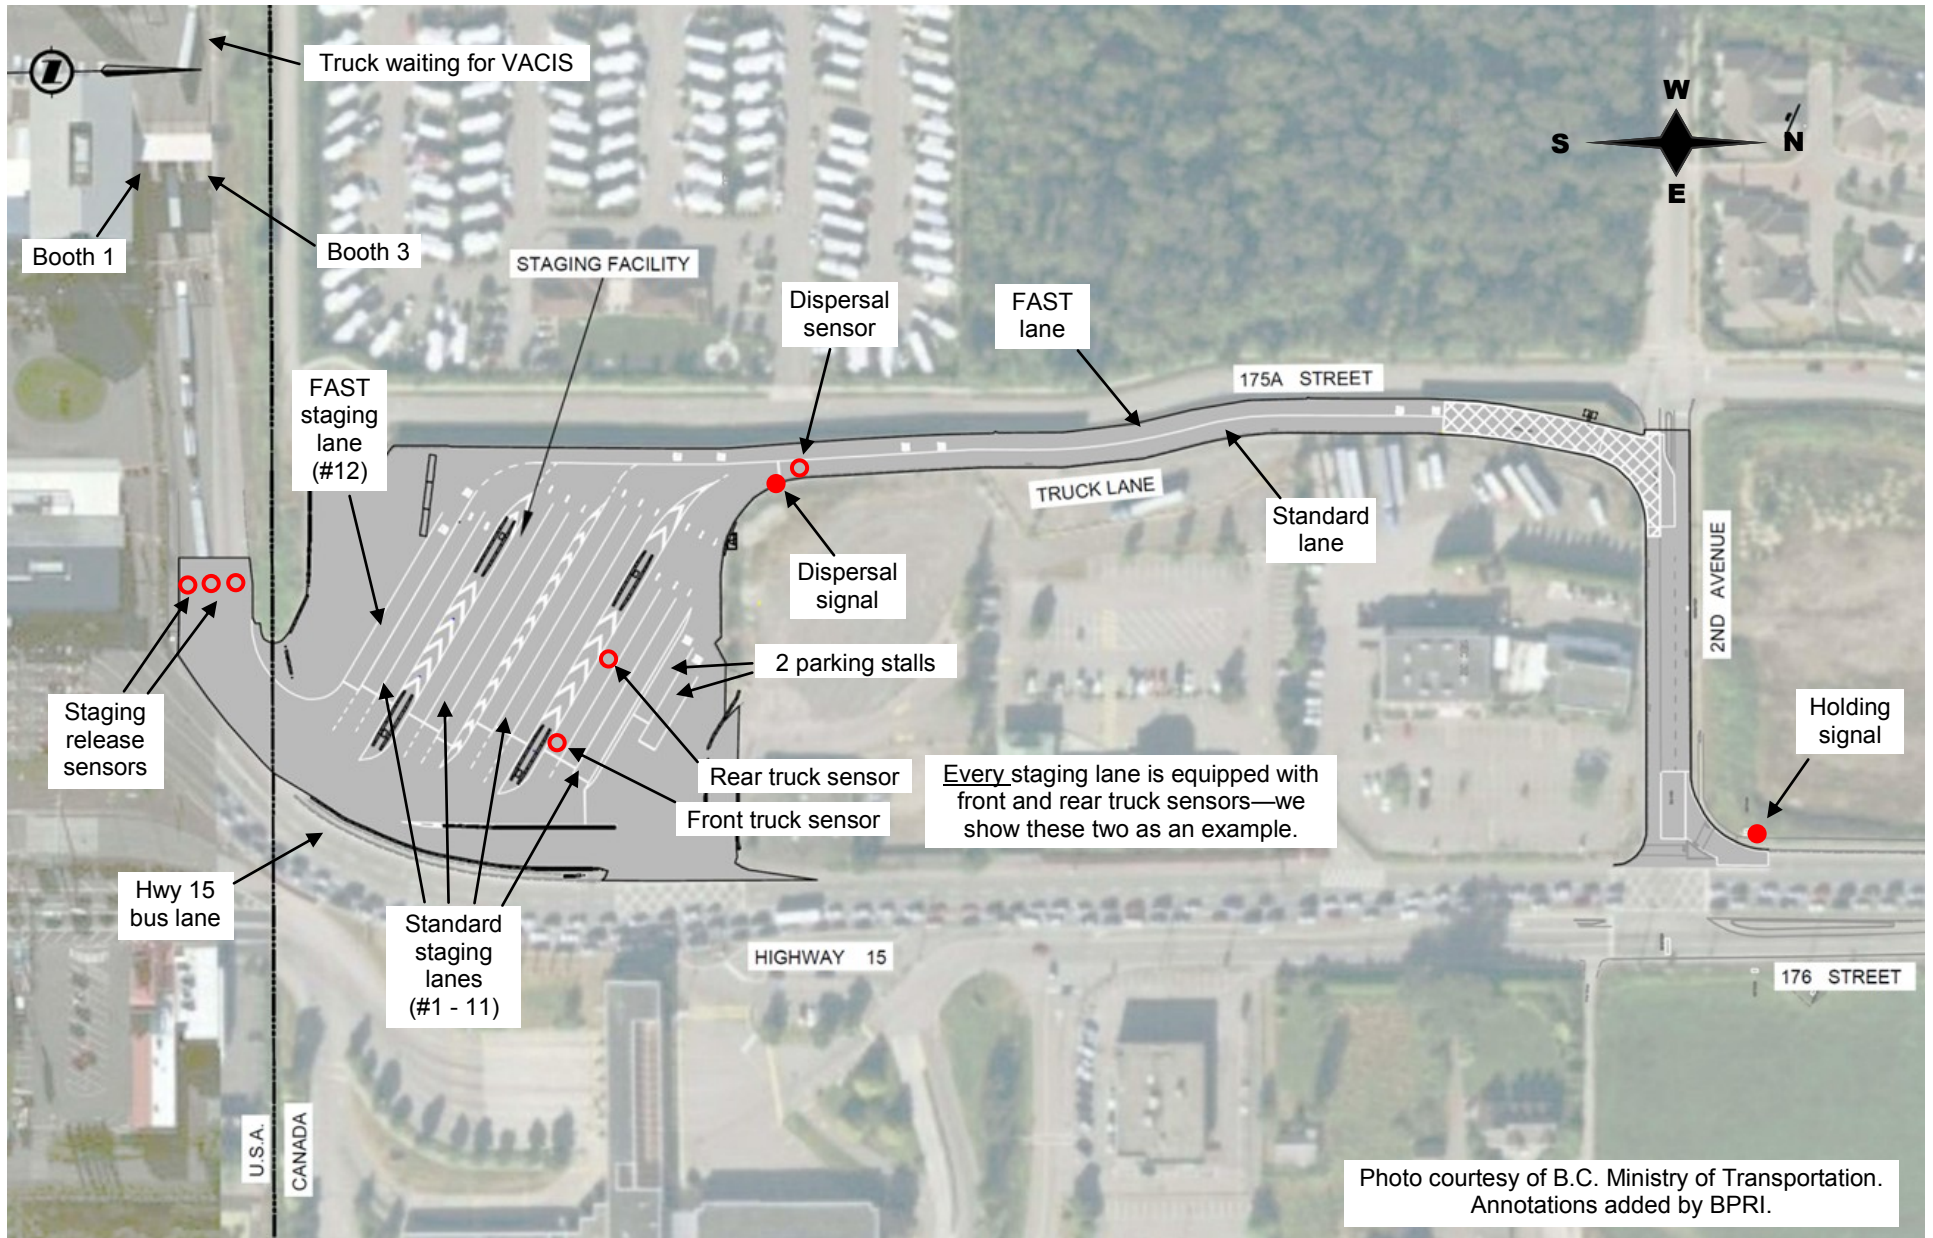 Truck waiting for VACIS
W
S
N
E
Booth 1
Booth 3
STAGING FACILITY
Dispersal
sensor
FAST
lane
175A STREET
FAST
staging
lane
(#12)
TRUCK LANE
Standard
lane
Dispersal
signal
2ND AVENUE
2 parking stalls
Staging
release
sensors
Holding
signal
Rear truck sensor
Front truck sensor
Every staging lane is equipped with
front and rear truck sensors—we
show these two as an example.
Hwy 15
bus lane
Standard
staging
lanes
(#1 - 11)
HIGHWAY 15
176 STREET
U.S.A.
CANADA
Photo courtesy of B.C. Ministry of Transportation.
Annotations added by BPRI.